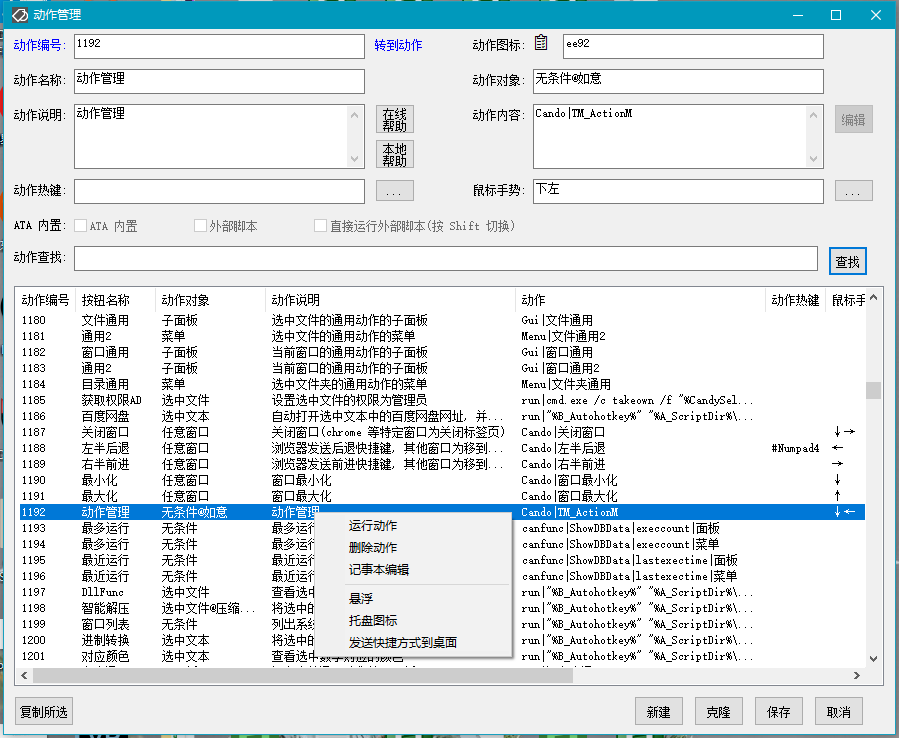 动作管理
动作编号: 1192 转到动作 动作图标: ee92
动作名称: 动作管理 动作对象: 无条件@如意
动作说明: 动作管理 在线帮助 本地帮助 动作内容: Cando|TM_ActionM 编辑
动作热键: ... 鼠标手势: 下左 ...
ATA 内置: ATA 内置 外部脚本 直接运行外部脚本(按 Shift 切换)
动作查找: 查找
动作编号 按钮名称 动作对象 动作说明 动作 动作热键 鼠标手
1180 文件通用 子面板 选中文件的通用动作的子面板 Gui|文件通用
1181 通用2 菜单 选中文件的通用动作的菜单 Menu|文件通用2
1182 窗口通用 子面板 当前窗口的通用动作的子面板 Gui|窗口通用
1183 通用2 子面板 当前窗口的通用动作的子面板 Gui|窗口通用2
1184 目录通用 菜单 选中文件夹的通用动作的菜单 Menu|文件夹通用
1185 获取权限AD 选中文件 设置选中文件的权限为管理员 run|cmd.exe /c takeown /f "%CandySel...
1186 百度网盘 选中文本 自动打开选中文本中的百度网盘网址, 并... run|"%B_Autohotkey%" "%A_ScriptDir%\...
1187 关闭窗口 任意窗口 关闭窗口(chrome 等特定窗口为关闭标签页) Cando|关闭窗口 ↓→
1188 左半后退 任意窗口 浏览器发送后退快捷键, 其他窗口为移到... Cando|左半后退 #Numpad4 ←
1189 右半前进 任意窗口 浏览器发送前进快捷键, 其他窗口为移到... Cando|右半前进 →
1190 最小化 任意窗口 窗口最小化 Cando|窗口最小化 ↓
1191 最大化 任意窗口 窗口最大化 Cando|窗口最大化 ↑
1192 动作管理 无条件@如意 动作管理 Cando|TM_ActionM ↓←
1193 最多运行 无条件 最多运行 canfunc|ShowDBData|execcount|面板
1194 最多运行 无条件 最多运行 canfunc|ShowDBData|execcount|菜单
1195 最近运行 无条件 最近运行 canfunc|ShowDBData|lastexectime|面板
1196 最近运行 无条件 最近运行 canfunc|ShowDBData|lastexectime|菜单
1197 DllFunc 选中文件 查看选中 run|"%B_Autohotkey%" "%A_ScriptDir%\...
1198 智能解压 选中文件@压缩... 将选中的 run|"%B_Autohotkey%" "%A_ScriptDir%\...
1199 窗口列表 无条件 列出系统 run|"%B_Autohotkey%" "%A_ScriptDir%\...
1200 进制转换 选中文本 将选中的 run|"%B_Autohotkey%" "%A_ScriptDir%\...
1201 对应颜色 选中文本 查看选中数字对应的颜色 run|"%B_Autohotkey%" "%A_ScriptDir%\...
运行动作
删除动作
记事本编辑
悬浮
托盘图标
发送快捷方式到桌面
复制所选 新建 克隆 保存 取消